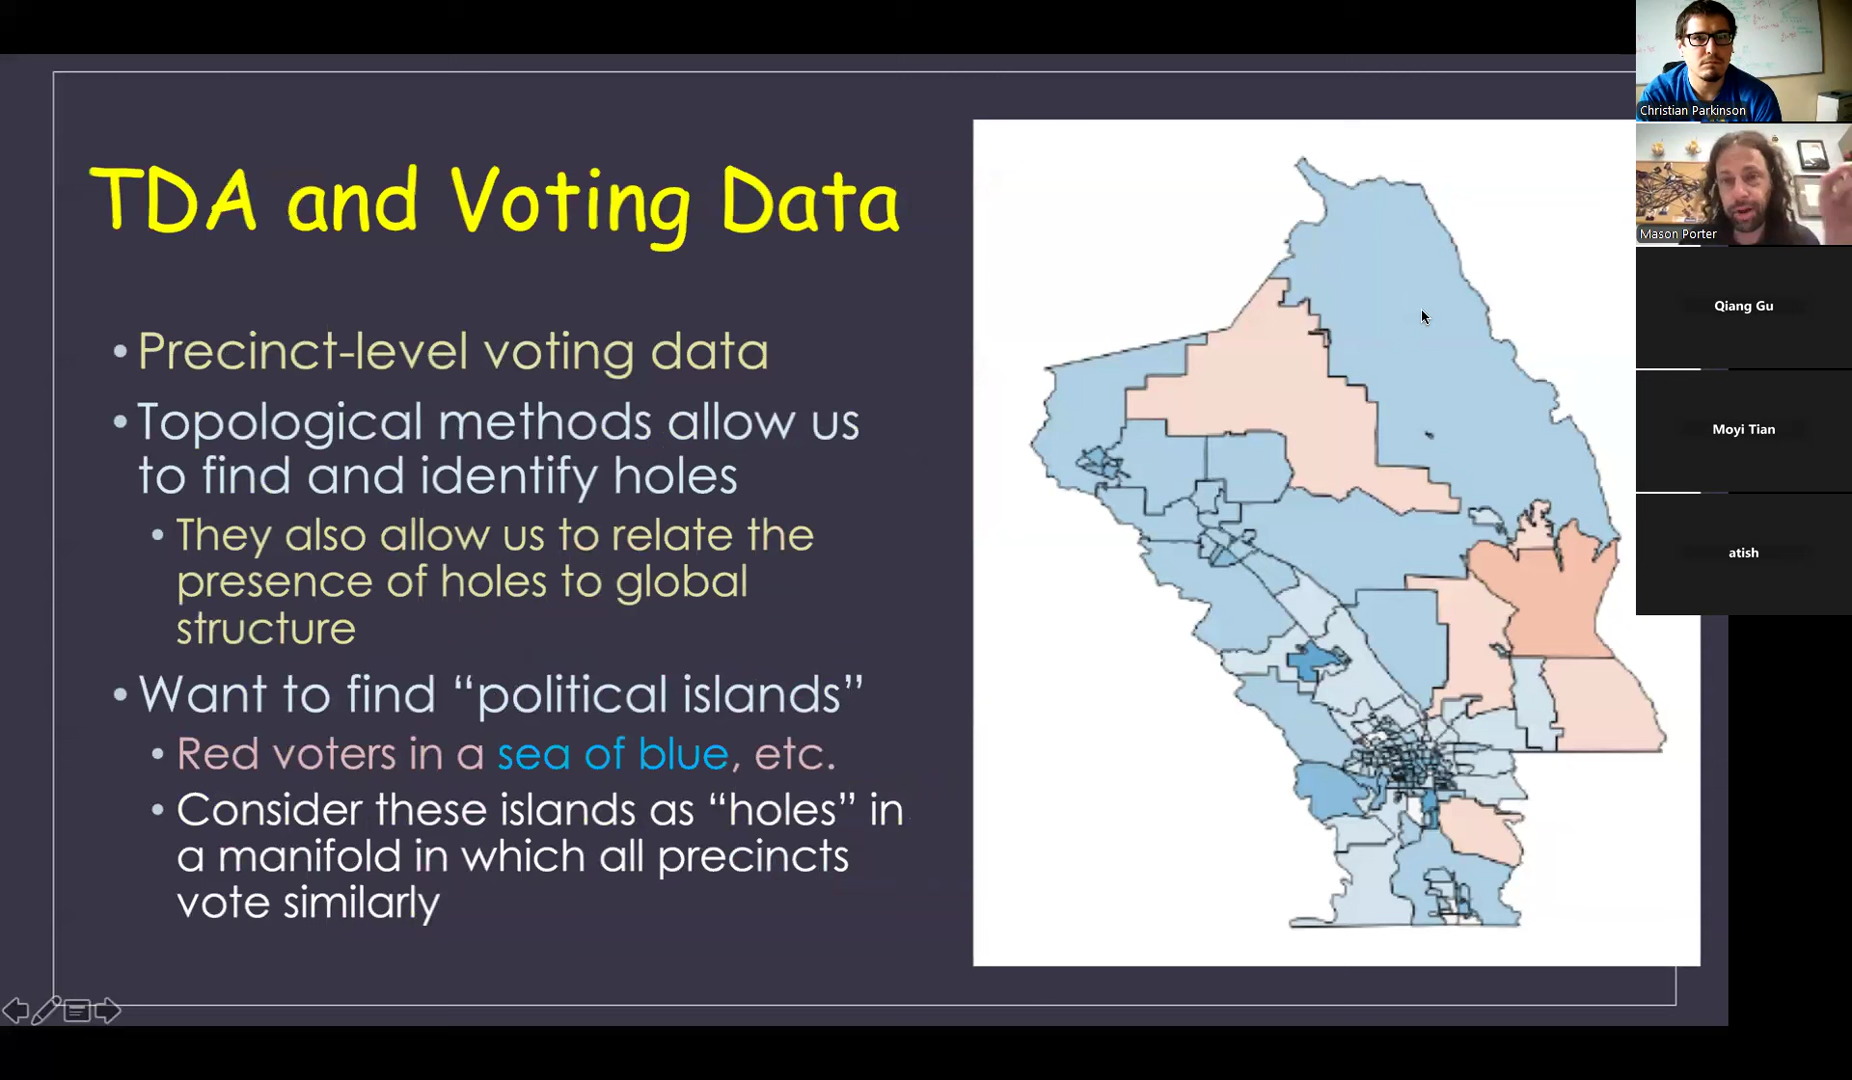 TDA and Voting Data
•Precinct-level voting data
•Topological methods allow us
to find and identify holes
•They also allow us to relate the
presence of holes to global
structure
•Want to find “political islands”
•Red voters in a sea of blue, etc.
•Consider these islands as “holes” in
a manifold in which all precincts
vote similarly
Christian Parkinson
Mason Porter
Qiang Gu
Moyi Tian
atish